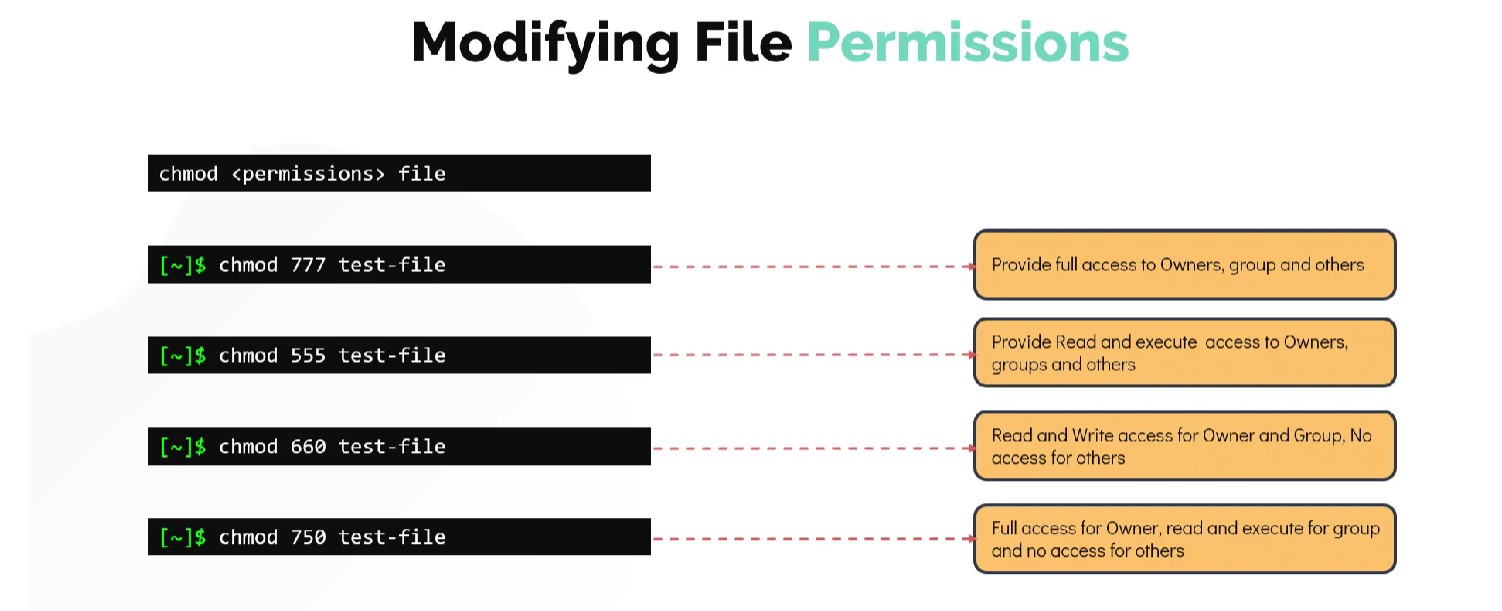 Modifying File Permissions
chmod <permissions> file
[~]$ chmod 777 test-file
Provide full access to Owners, group and others
[~]$ chmod 555 test-file
Provide Read and execute access to Owners,
groups and others
[~]$ chmod 660 test-file
Read and Write access for Owner and Group, No
access for others
[~]$ chmod 750 test-file
Full access for Owner, read and execute for group
and no access for others